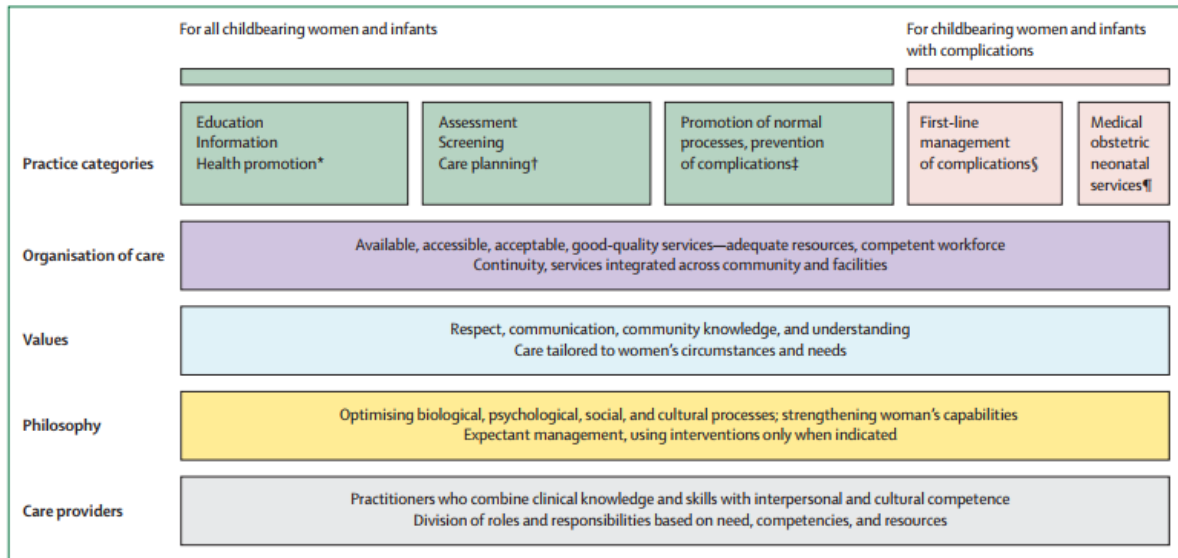 For all childbearing women and infants
For childbearing women and infants
with complications
Practice categories
Education
Information
Health promotion*
Assessment
Screening
Care planning†
Promotion of normal
processes, prevention
of complications‡
First-line
management
of complications§
Medical
obstetric
neonatal
services¶
Organisation of care
Available, accessible, acceptable, good-quality services—adequate resources, competent workforce
Continuity, services integrated across community and facilities
Values
Respect, communication, community knowledge, and understanding
Care tailored to women's circumstances and needs
Philosophy
Optimising biological, psychological, social, and cultural processes; strengthening woman's capabilities
Expectant management, using interventions only when indicated
Care providers
Practitioners who combine clinical knowledge and skills with interpersonal and cultural competence
Division of roles and responsibilities based on need, competencies, and resources